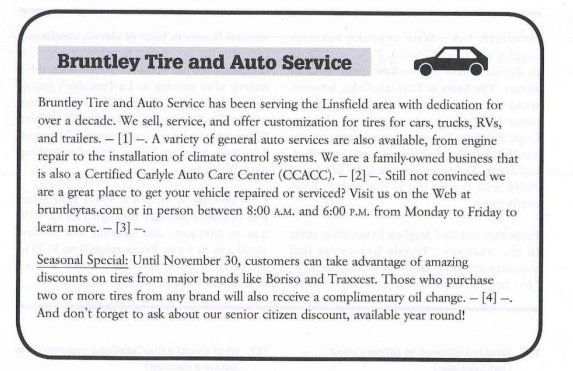 Bruntley Tire and Auto Service
Bruntley Tire and Auto Service has been serving the Linsfield area with dedication for
over a decade. We sell, service, and offer customization for tires for cars, trucks, RVs,
and trailers. – [1] –. A variety of general auto services are also available, from engine
repair to the installation of climate control systems. We are a family-owned business that
is also a Certified Carlyle Auto Care Center (CCACC). – [2] –. Still not convinced we
are a great place to get your vehicle repaired or serviced? Visit us on the Web at
bruntleytas.com or in person between 8:00 A.M. and 6:00 P.M. from Monday to Friday to
learn more. – [3] –.
Seasonal Special: Until November 30, customers can take advantage of amazing
discounts on tires from major brands like Boriso and Traxxest. Those who purchase
two or more tires from any brand will also receive a complimentary oil change. – [4] –.
And don't forget to ask about our senior citizen discount, available year round!